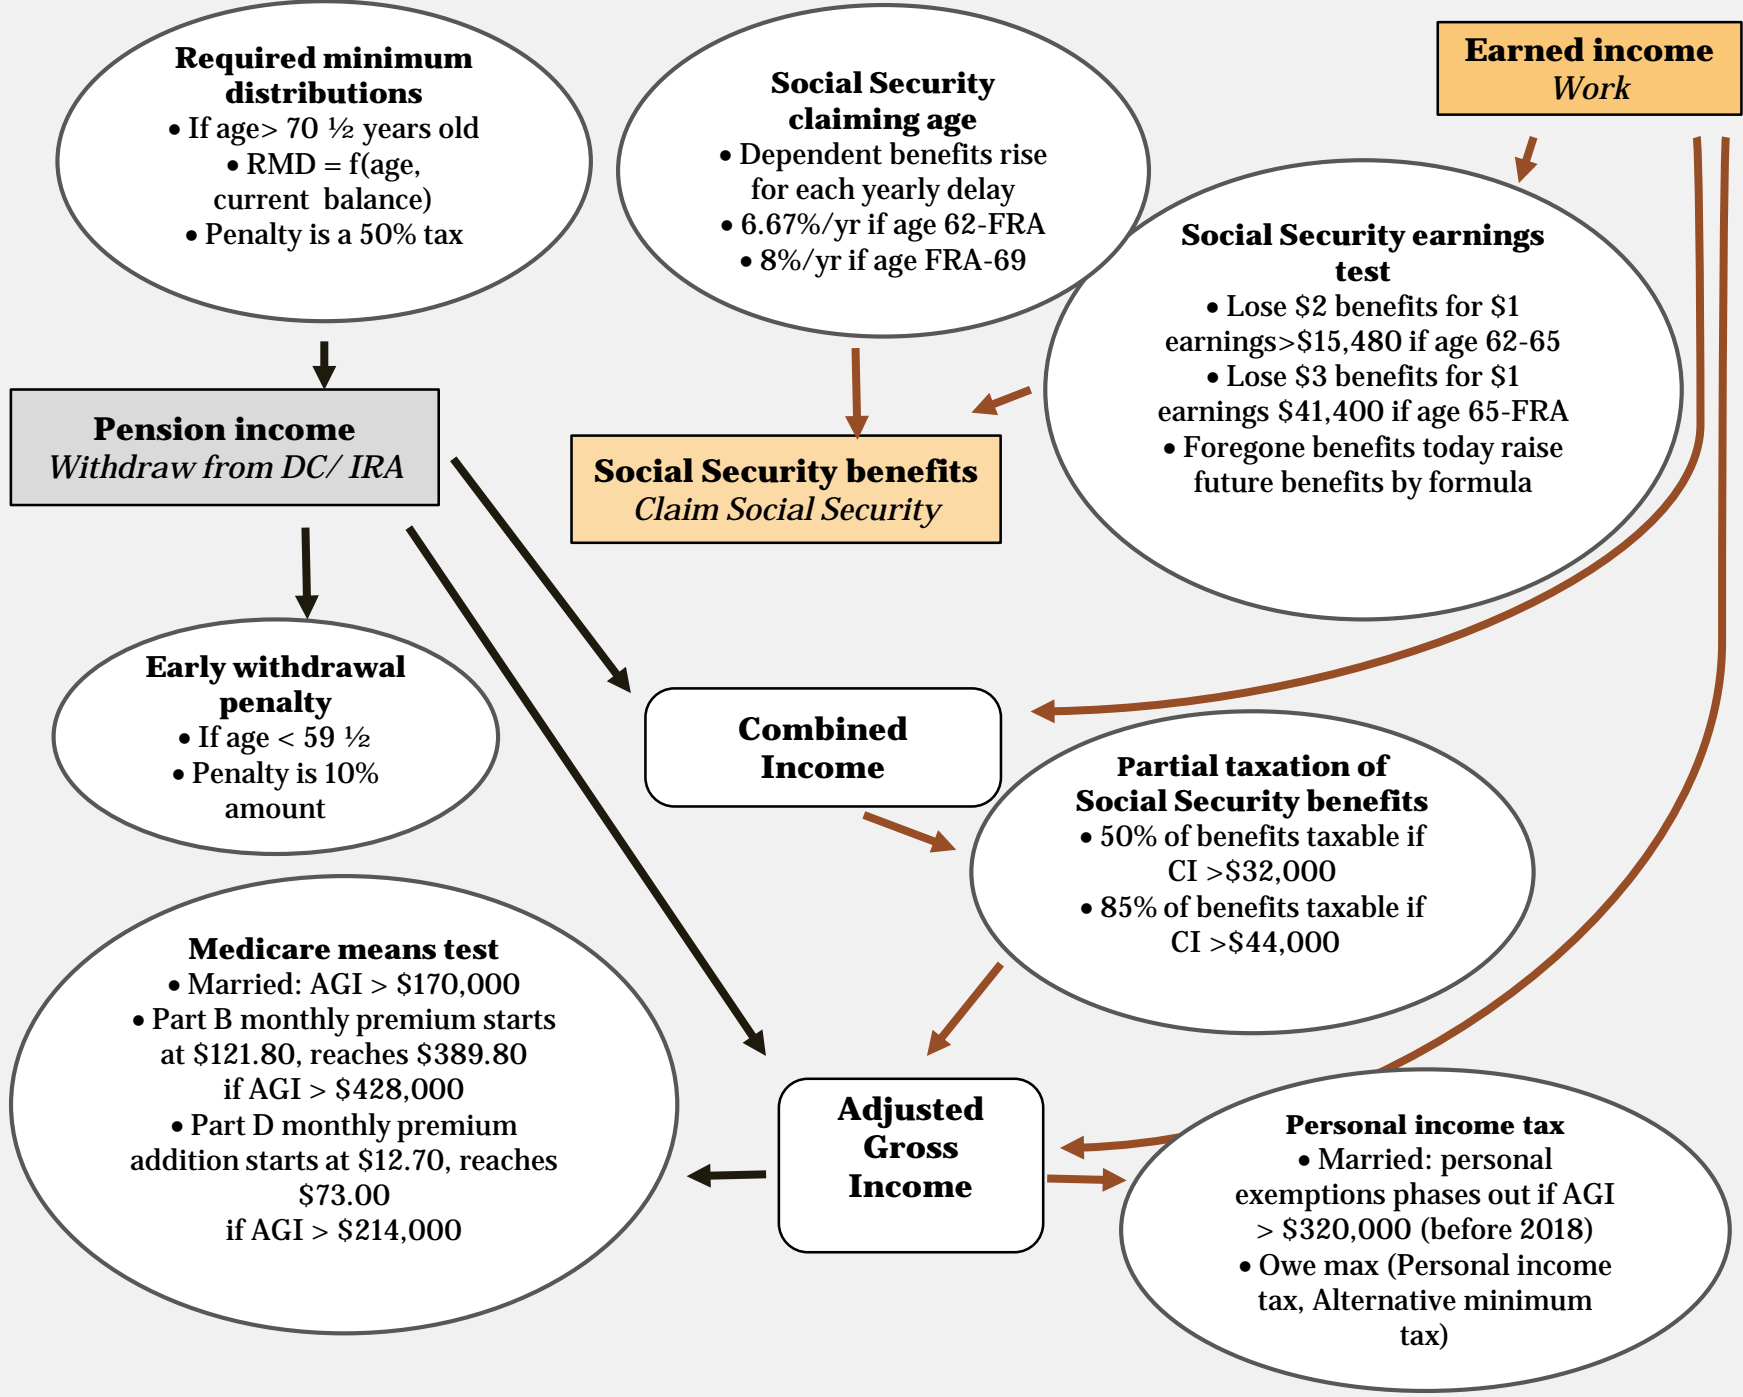 Required minimum
distributions
• If age> 70 ½ years old
• RMD = f(age,
current balance)
• Penalty is a 50% tax
Social Security
claiming age
• Dependent benefits rise
for each yearly delay
• 6.67%/yr if age 62-FRA
• 8%/yr if age FRA-69
Earned income
Work
Social Security earnings
test
• Lose $2 benefits for $1
earnings>$15,480 if age 62-65
• Lose $3 benefits for $1
earnings $41,400 if age 65-FRA
• Foregone benefits today raise
future benefits by formula
Pension income
Withdraw from DC/ IRA
Social Security benefits
Claim Social Security
Early withdrawal
penalty
• If age < 59 ½
• Penalty is 10%
amount
Combined
Income
Partial taxation of
Social Security benefits
• 50% of benefits taxable if
CI >$32,000
• 85% of benefits taxable if
CI >$44,000
Medicare means test
• Married: AGI > $170,000
• Part B monthly premium starts
at $121.80, reaches $389.80
if AGI > $428,000
• Part D monthly premium
addition starts at $12.70, reaches
$73.00
if AGI > $214,000
Adjusted
Gross
Income
Personal income tax
• Married: personal
exemptions phases out if AGI
> $320,000 (before 2018)
• Owe max (Personal income
tax, Alternative minimum
tax)